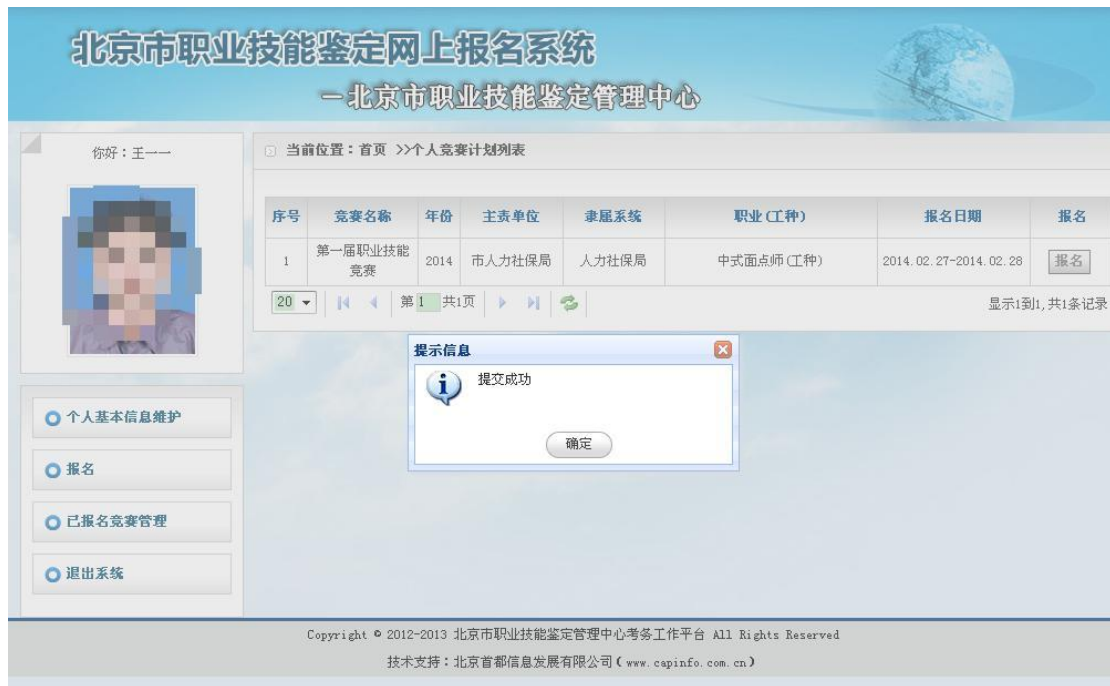 北京市职业技能鉴定网上报名系统
—北京市职业技能鉴定管理中心
你好：王一一
当前位置：首页 >>个人竞赛计划列表
序号 竞赛名称 年份 主责单位 隶属系统 职业(工种) 报名日期 报名
1 第一届职业技能竞赛 2014 市人力社保局 人力社保局 中式面点师(工种) 2014.02.27-2014.02.28 报名
20 第 1 共1页 显示1到1,共1条记录
提示信息
提交成功
确定
个人基本信息维护
报名
已报名竞赛管理
退出系统
Copyright © 2012-2013 北京市职业技能鉴定管理中心考务工作平台 All Rights Reserved
技术支持：北京首都信息发展有限公司(www.capinfo.com.cn)